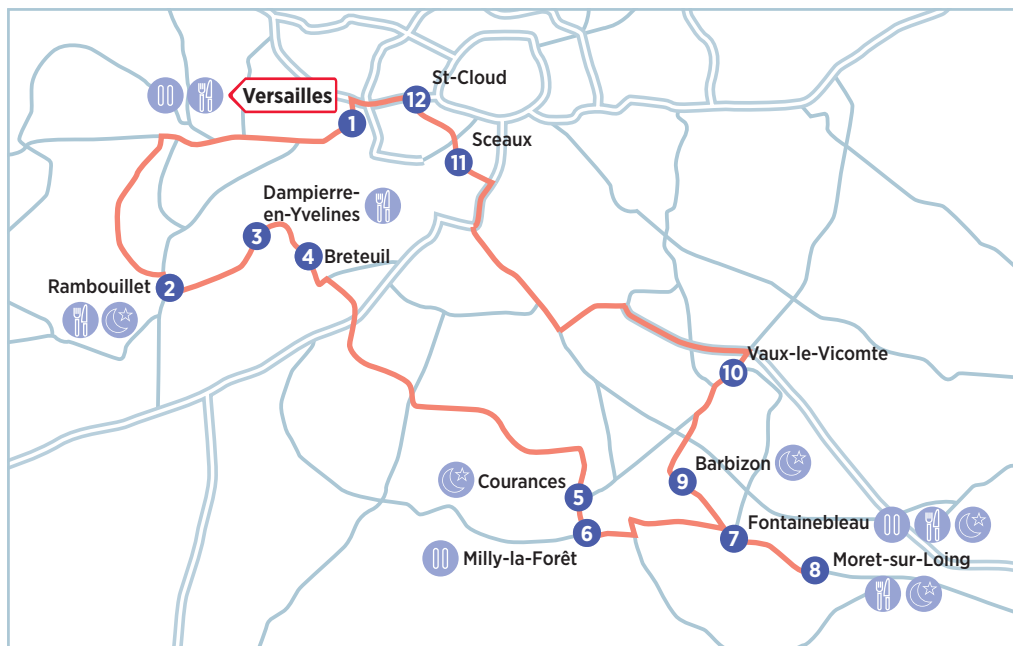 St-Cloud
Versailles
12
1
Sceaux
11
Dampierre-
en-Yvelines
3
4
Breteuil
Rambouillet
2
Vaux-le-Vicomte
10
Barbizon
9
Courances
5
Fontainebleau
6
7
Milly-la-Forêt
Moret-sur-Loing
8